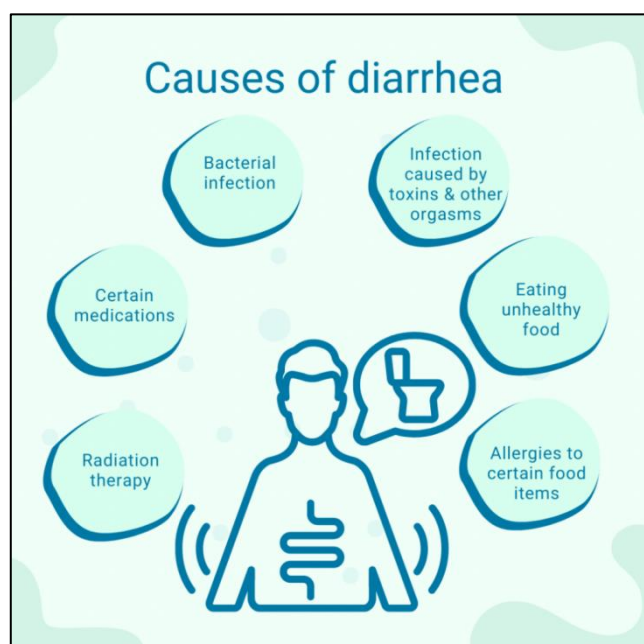 Causes of diarrhea
Bacterial
infection
Infection
caused by
toxins & other
orgasms
Certain
medications
Eating
unhealthy
food
Radiation
therapy
Allergies to
certain food
items